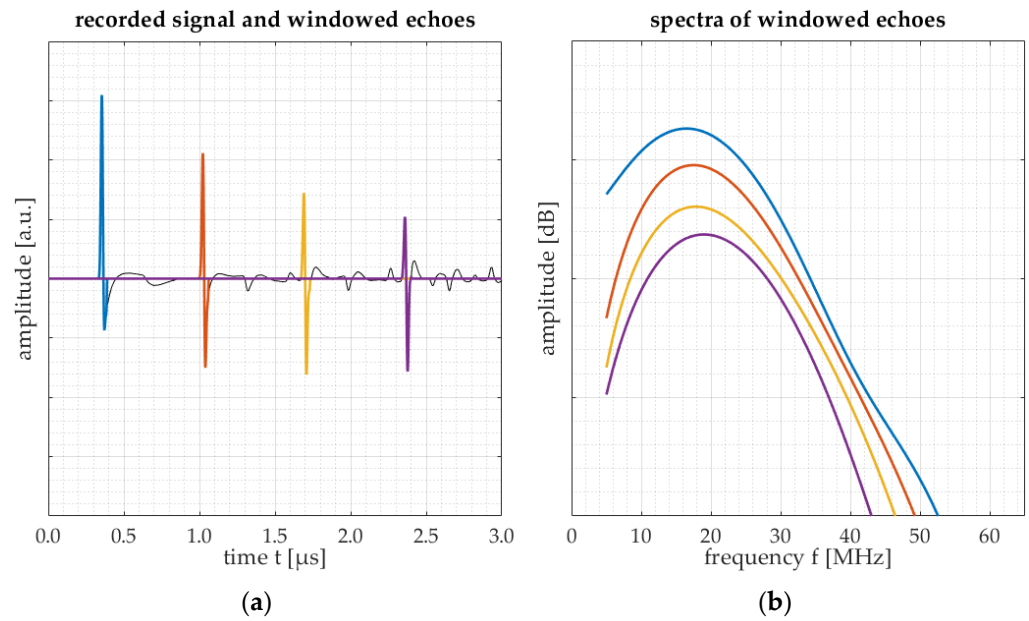 recorded signal and windowed echoes
amplitude [a.u.]
0.0 0.5 1.0 1.5 2.0 2.5 3.0
time t [µs]
(a)
spectra of windowed echoes
amplitude [dB]
0 10 20 30 40 50 60
frequency f [MHz]
(b)